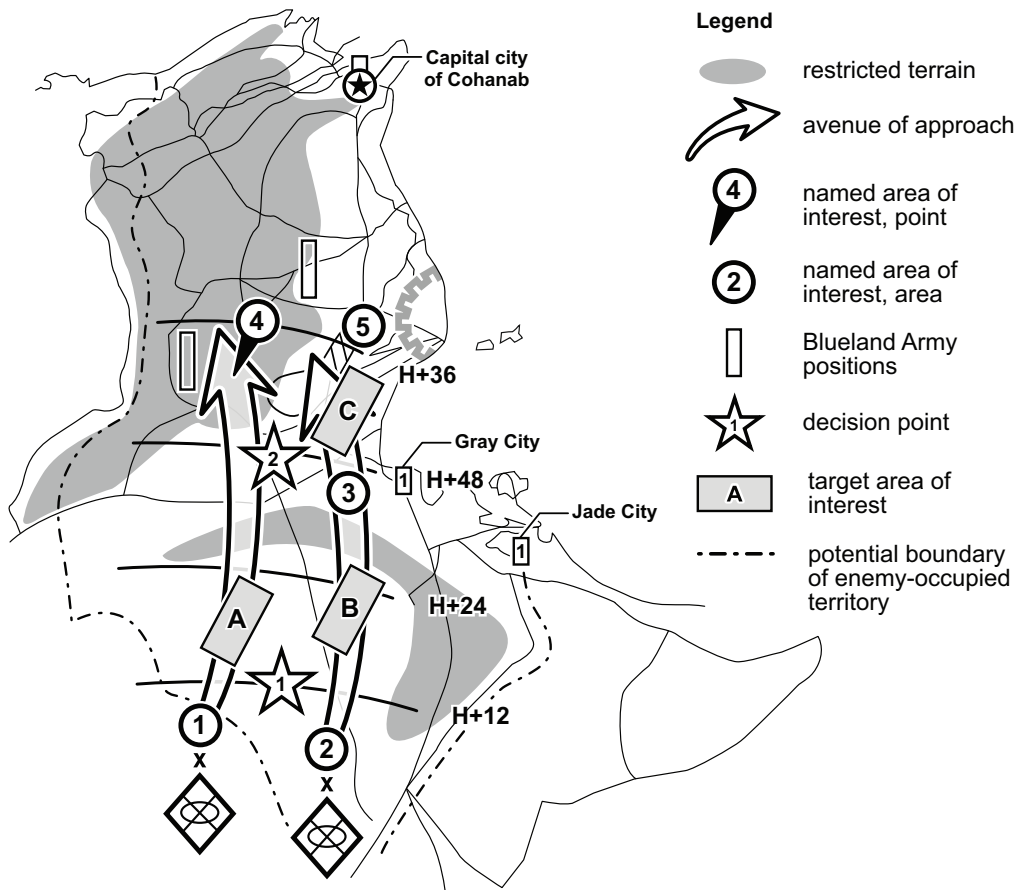 Legend
Capital city
of Cohanab
restricted terrain
avenue of approach
4
named area of
interest, point
2
named area of
interest, area
Blueland Army
positions
1
decision point
A
target area of
interest
potential boundary
of enemy-occupied
territory
4
5
H+36
C
Gray City
2
1
H+48
3
Jade City
1
A
B
H+24
1
H+12
1
2
x
x